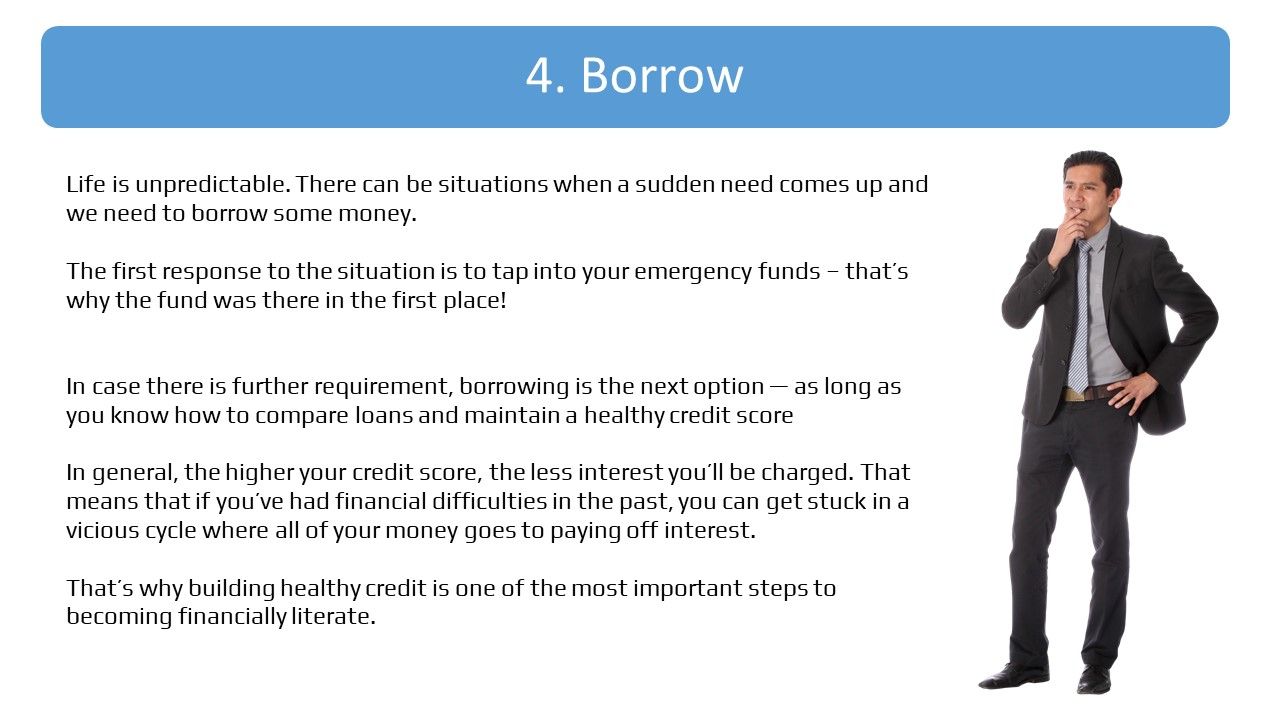 4. Borrow
Life is unpredictable. There can be situations when a sudden need comes up and
we need to borrow some money.
The first response to the situation is to tap into your emergency funds – that’s
why the fund was there in the first place!
In case there is further requirement, borrowing is the next option — as long as
you know how to compare loans and maintain a healthy credit score
In general, the higher your credit score, the less interest you’ll be charged. That
means that if you’ve had financial difficulties in the past, you can get stuck in a
vicious cycle where all of your money goes to paying off interest.
That’s why building healthy credit is one of the most important steps to
becoming financially literate.